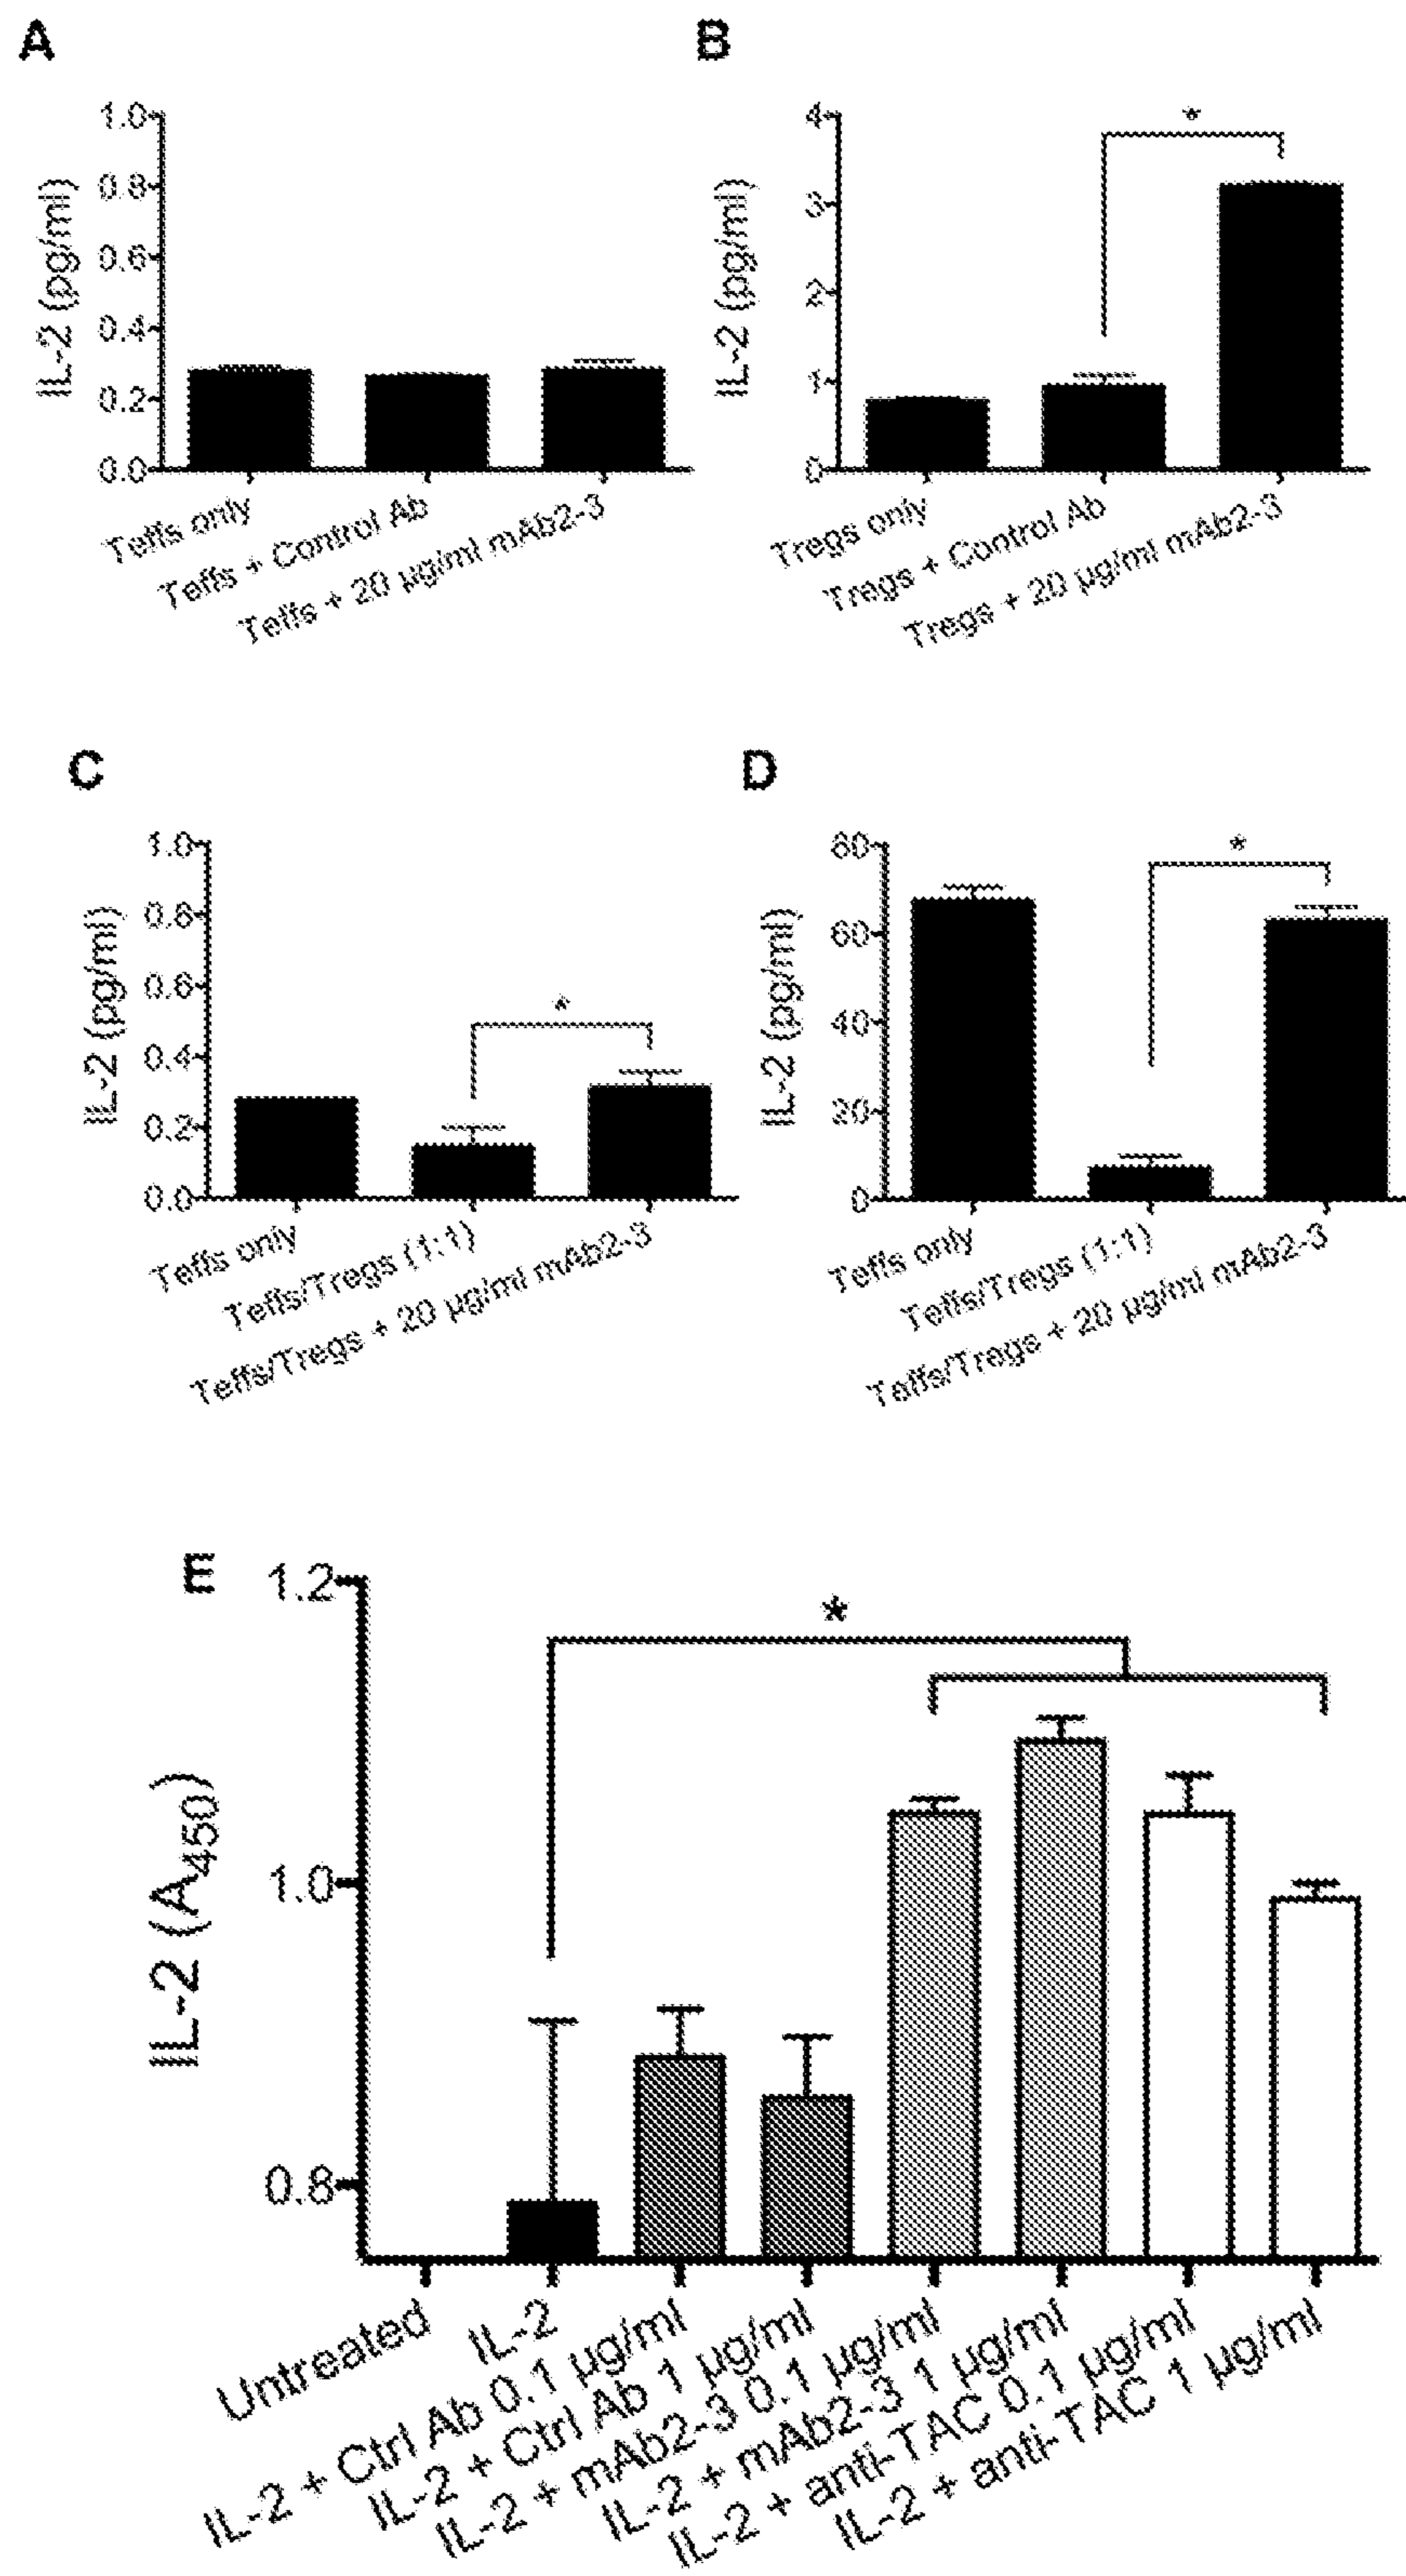 A
IL-2 (pg/ml)
1.0
0.8
0.6
0.4
0.2
0.0
Teffs only
Teffs + Control Ab
Teffs + 20 µg/ml mAb2-3
B
IL-2 (pg/ml)
4
3
2
1
0
*
Tregs only
Tregs + Control Ab
Tregs + 20 µg/ml mAb2-3
C
IL-2 (pg/ml)
1.0
0.8
0.6
0.4
0.2
0.0
*
Teffs only
Teffs/Tregs (1:1)
Teffs/Tregs + 20 µg/ml mAb2-3
D
IL-2 (pg/ml)
80
60
40
20
0
*
Teffs only
Teffs/Tregs (1:1)
Teffs/Tregs + 20 µg/ml mAb2-3
E
IL-2 (A450)
1.2
1.0
0.8
*
Untreated
IL-2
IL-2 + Ctrl Ab 0.1 µg/ml
IL-2 + Ctrl Ab 1 µg/ml
IL-2 + mAb2-3 0.1 µg/ml
IL-2 + mAb2-3 1 µg/ml
IL-2 + anti-TAC 0.1 µg/ml
IL-2 + anti-TAC 1 µg/ml